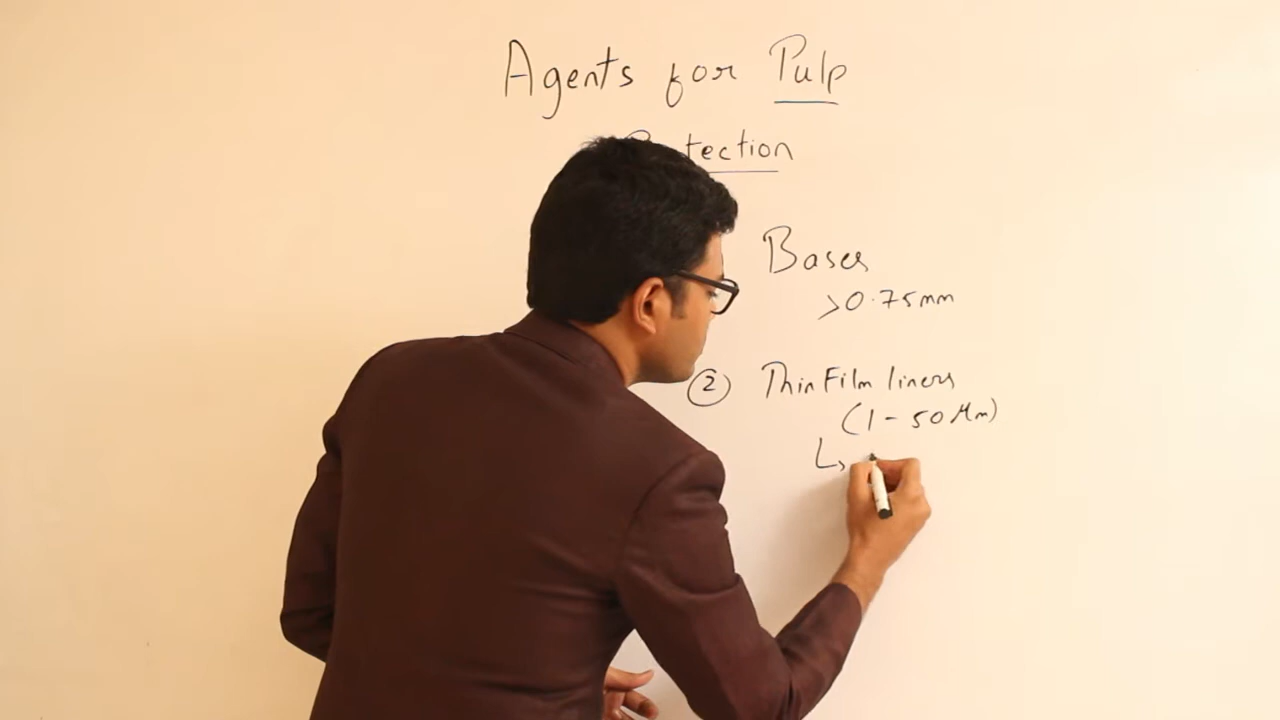 Agents for Pulp
tection
Bases
>0.75mm
② Thin Film liners
(1-50 Mm)